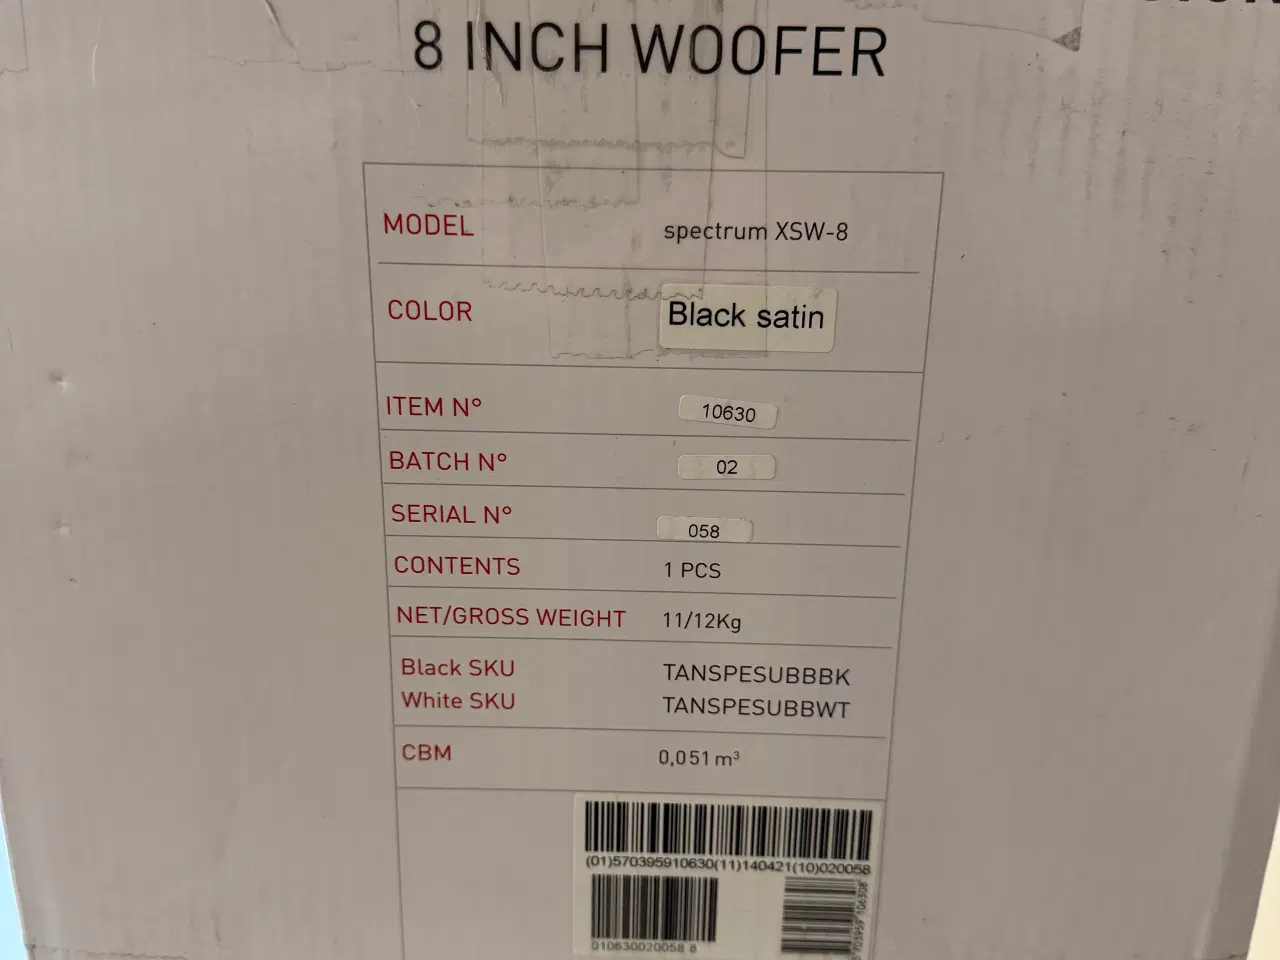 8 INCH WOOFER
MODEL spectrum XSW-8
COLOR Black satin
ITEM N° 10630
BATCH N° 02
SERIAL N° 058
CONTENTS 1 PCS
NET/GROSS WEIGHT 11/12Kg
Black SKU TANSPESUBBBK
White SKU TANSPESUBBWT
CBM 0,051 m³
(01)570395910630(11)140421(10)020058
010630020058 8